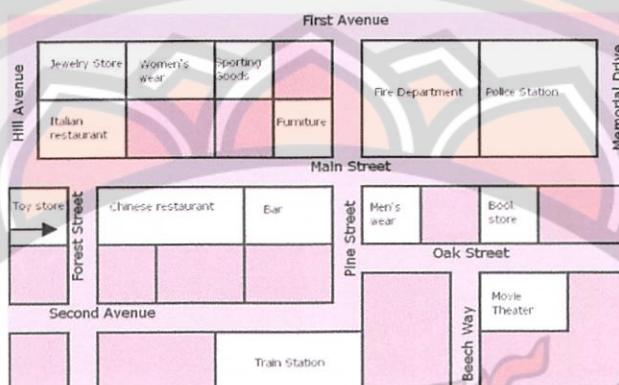 First Avenue
Hill Avenue
Jewelry Store
Women's
wear
Sporting
Goods
Fire Department
Police Station
Memorial Drive
Italian
restaurant
Furniture
Main Street
Toy store
Forest Street
Chinese restaurant
Bar
Pine Street
Men's
wear
Book
store
Oak Street
Second Avenue
Beech Way
Movie
Theater
Train Station